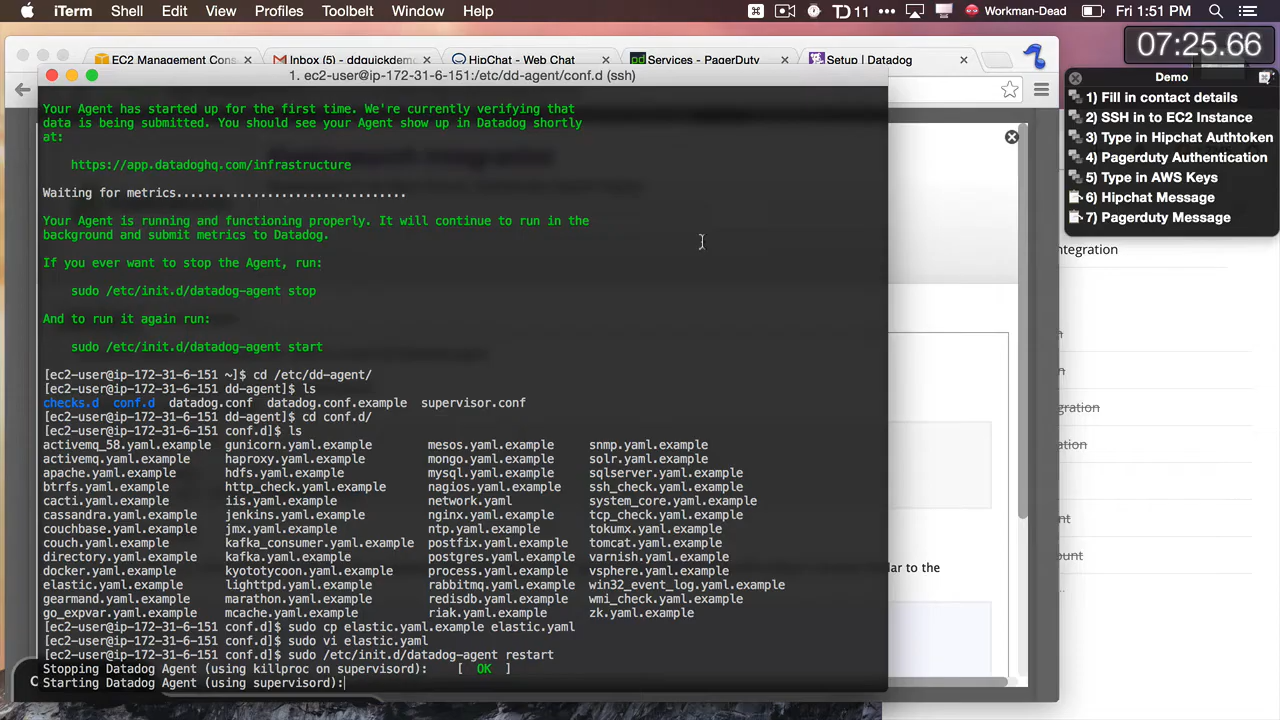 iTerm Shell Edit View Profiles Toolbelt Window Help
11 Workman-Dead Fri 1:51 PM
EC2 Management Cons
Inbox (5) - ddquickdem
HipChat - Web Chat
Services - PagerDuty
Setup | Datadog
07:25.66
1. ec2-user@ip-172-31-6-151:/etc/dd-agent/conf.d (ssh)
Demo
1) Fill in contact details
2) SSH in to EC2 Instance
3) Type in Hipchat Authtoken
4) Pagerduty Authentication
5) Type in AWS Keys
6) Hipchat Message
7) Pagerduty Message
Your Agent has started up for the first time. We're currently verifying that
data is being submitted. You should see your Agent show up in Datadog shortly
at:
https://app.datadoghq.com/infrastructure
Waiting for metrics.................................
Your Agent is running and functioning properly. It will continue to run in the
background and submit metrics to Datadog.
If you ever want to stop the Agent, run:
sudo /etc/init.d/datadog-agent stop
And to run it again run:
sudo /etc/init.d/datadog-agent start
[ec2-user@ip-172-31-6-151 ~]$ cd /etc/dd-agent/
[ec2-user@ip-172-31-6-151 dd-agent]$ ls
checks.d conf.d datadog.conf datadog.conf.example supervisor.conf
[ec2-user@ip-172-31-6-151 dd-agent]$ cd conf.d/
[ec2-user@ip-172-31-6-151 conf.d]$ ls
activemq_58.yaml.example gunicorn.yaml.example mesos.yaml.example snmp.yaml.example
activemq.yaml.example haproxy.yaml.example mongo.yaml.example solr.yaml.example
apache.yaml.example hdfs.yaml.example mysql.yaml.example sqlserver.yaml.example
btrfs.yaml.example http_check.yaml.example nagios.yaml.example ssh_check.yaml.example
cacti.yaml.example iis.yaml.example network.yaml system_core.yaml.example
cassandra.yaml.example jenkins.yaml.example nginx.yaml.example tcp_check.yaml.example
couchbase.yaml.example jmx.yaml.example ntp.yaml.example tokumx.yaml.example
couch.yaml.example kafka_consumer.yaml.example postfix.yaml.example tomcat.yaml.example
directory.yaml.example kafka.yaml.example postgres.yaml.example varnish.yaml.example
docker.yaml.example kyototycoon.yaml.example process.yaml.example vsphere.yaml.example
elastic.yaml.example lighttpd.yaml.example rabbitmq.yaml.example win32_event_log.yaml.example
gearmand.yaml.example marathon.yaml.example redisdb.yaml.example wmi_check.yaml.example
go_expvar.yaml.example mcache.yaml.example riak.yaml.example zk.yaml.example
[ec2-user@ip-172-31-6-151 conf.d]$ sudo cp elastic.yaml.example elastic.yaml
[ec2-user@ip-172-31-6-151 conf.d]$ sudo vi elastic.yaml
[ec2-user@ip-172-31-6-151 conf.d]$ sudo /etc/init.d/datadog-agent restart
Stopping Datadog Agent (using killproc on supervisord): [ OK ]
Starting Datadog Agent (using supervisord):
ilar to the
ntegration
gration
ation
nt
ount